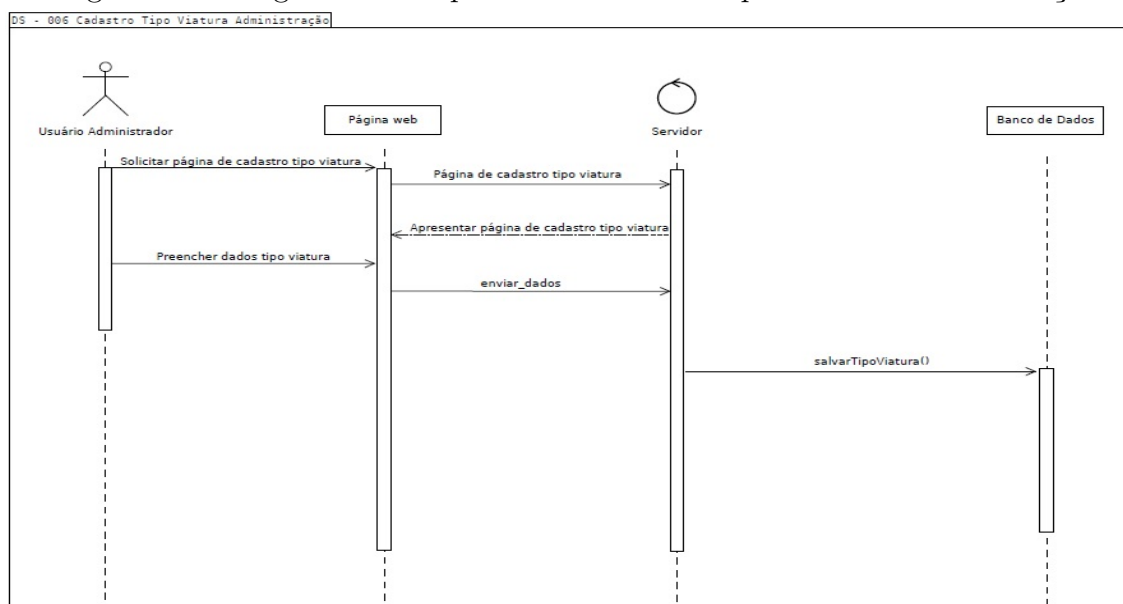 DS - 006 Cadastro Tipo Viatura Administração
Usuário Administrador
Página web
Servidor
Banco de Dados
Solicitar página de cadastro tipo viatura
Página de cadastro tipo viatura
Apresentar página de cadastro tipo viatura
Preencher dados tipo viatura
enviar_dados
salvarTipoViatura()